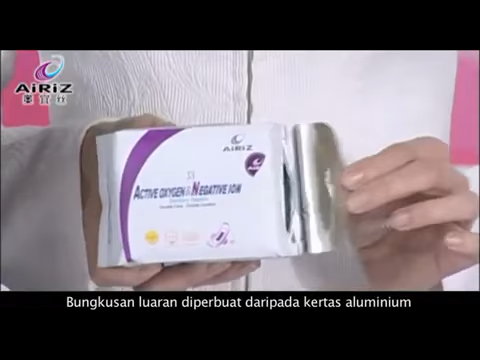 AiRiZ
AiRiZ
ACTIVE OXYGEN & NEGATIVE ION
Bungkusan luaran diperbuat daripada kertas aluminium